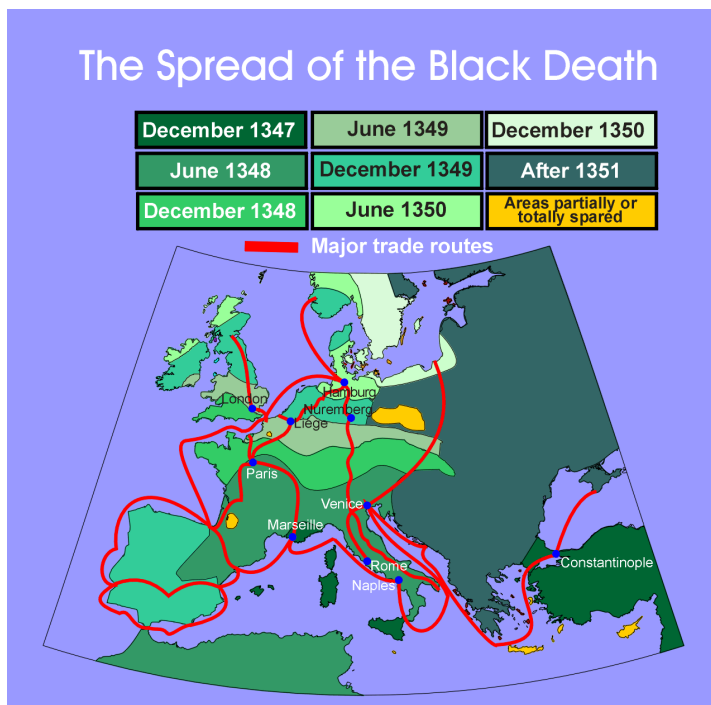 The Spread of the Black Death
December 1347
June 1349
December 1350
June 1348
December 1349
After 1351
December 1348
June 1350
Areas partially or
totally spared
Major trade routes
London
Hamburg
Nuremberg
Liège
Paris
Venice
Marseille
Constantinople
Rome
Naples